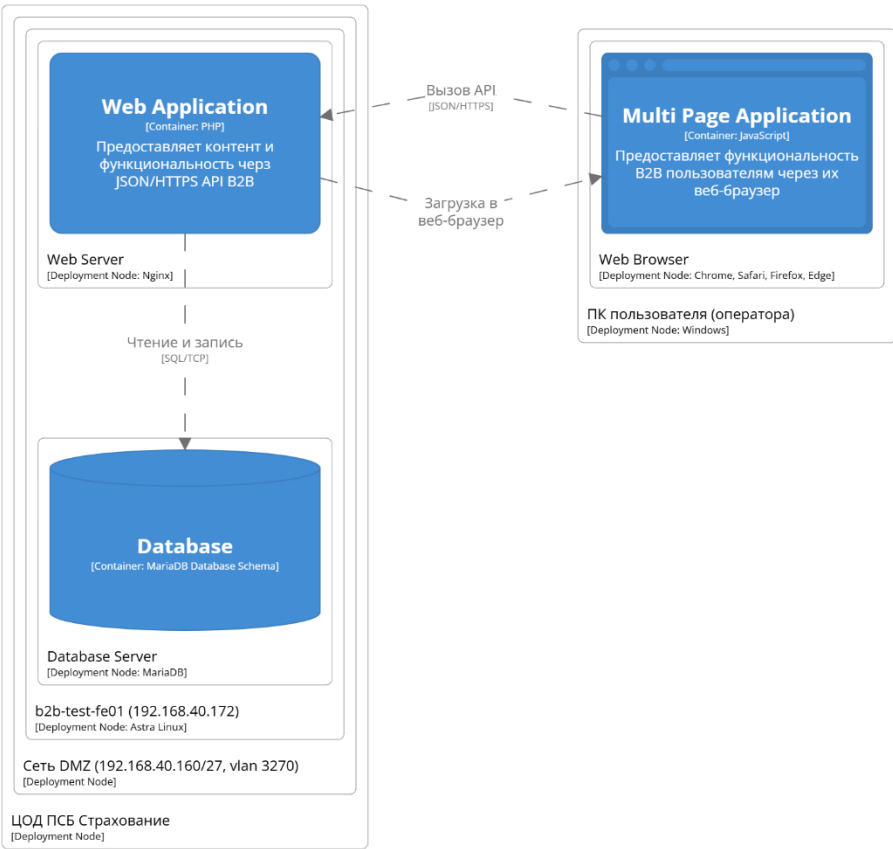 Web Application
[Container: PHP]
Предоставляет контент и
функциональность черз
JSON/HTTPS API B2B
Web Server
[Deployment Node: Nginx]
Вызов API
[JSON/HTTPS]
Загрузка в
веб-браузер
Multi Page Application
[Container: JavaScript]
Предоставляет функциональность
B2B пользователям через их
веб-браузер
Web Browser
[Deployment Node: Chrome, Safari, Firefox, Edge]
ПК пользователя (оператора)
[Deployment Node: Windows]
Чтение и запись
[SQL/TCP]
Database
[Container: MariaDB Database Schema]
Database Server
[Deployment Node: MariaDB]
b2b-test-fe01 (192.168.40.172)
[Deployment Node: Astra Linux]
Сеть DMZ (192.168.40.160/27, vlan 3270)
[Deployment Node]
ЦОД ПСБ Страхование
[Deployment Node]